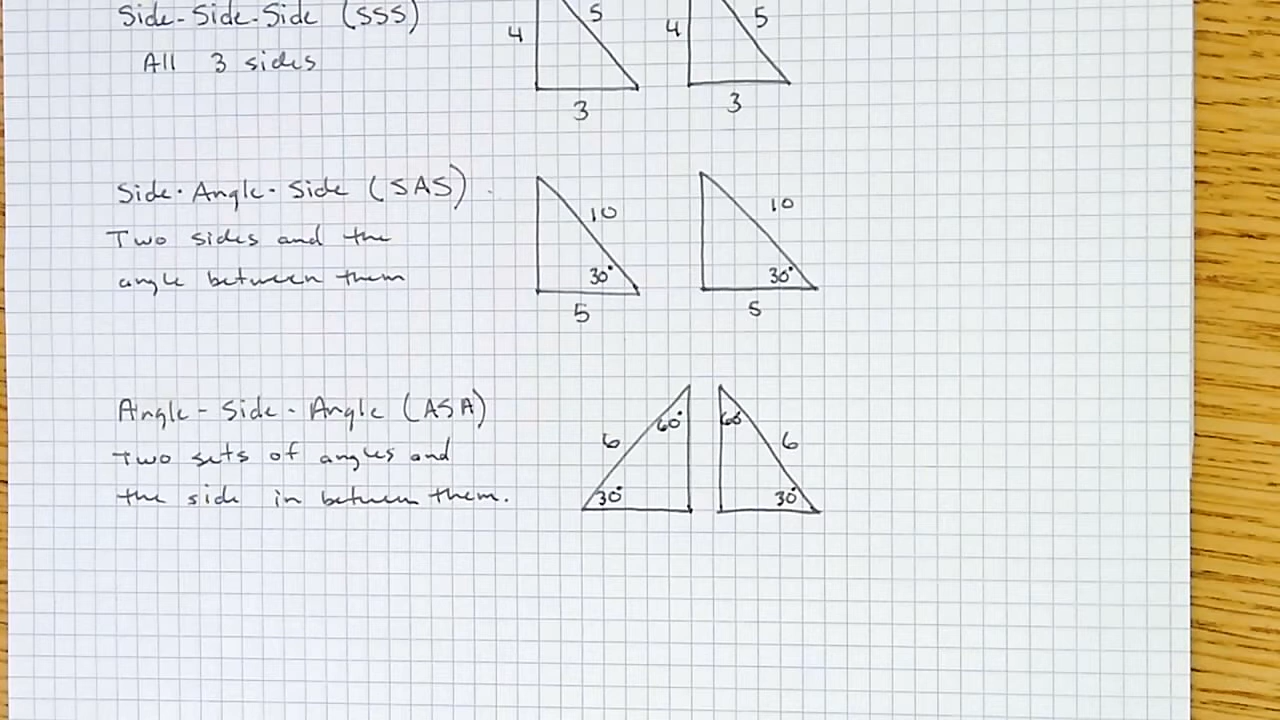 Side-Side-Side (SSS)
All 3 sides
4 5 3
4 5 3
Side-Angle-Side (SAS)
Two sides and the
angle between them
10 30° 5
10 30° 5
Angle-Side-Angle (ASA)
Two sets of angles and
the side in between them.
6 60° 30°
60° 6 30°